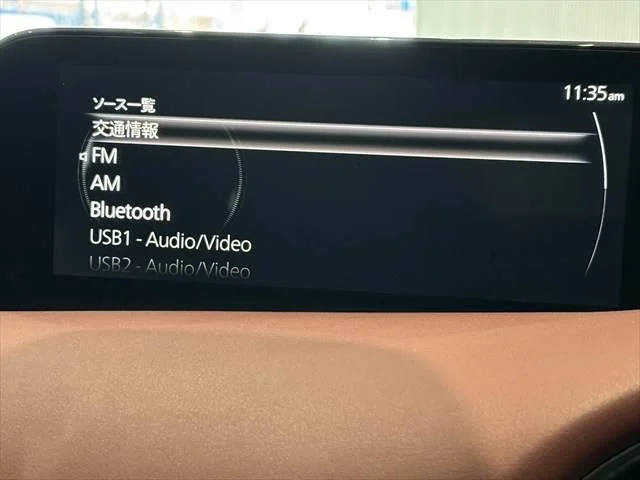 11:35am
ソース一覧
交通情報
FM
AM
Bluetooth
USB1 - Audio/Video
USB2 - Audio/Video